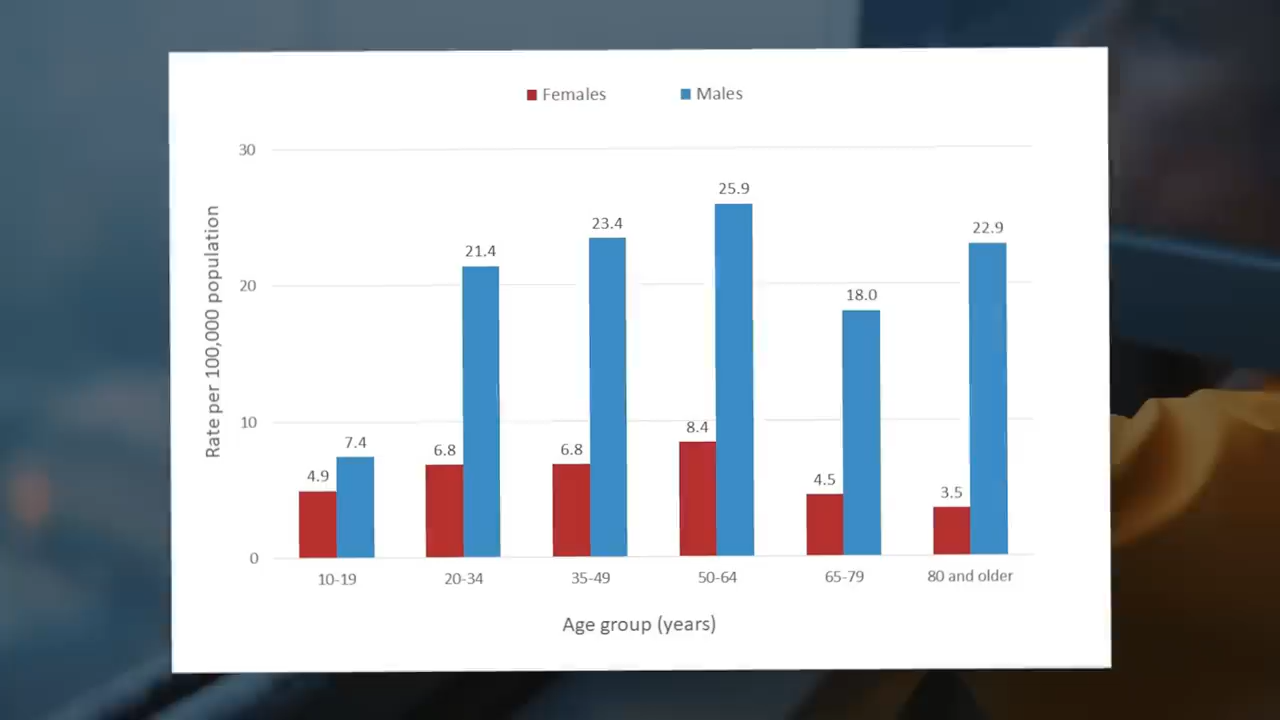 Females Males
30
20
10
0
Rate per 100,000 population
4.9 7.4
6.8 21.4
6.8 23.4
8.4 25.9
4.5 18.0
3.5 22.9
10-19 20-34 35-49 50-64 65-79 80 and older
Age group (years)